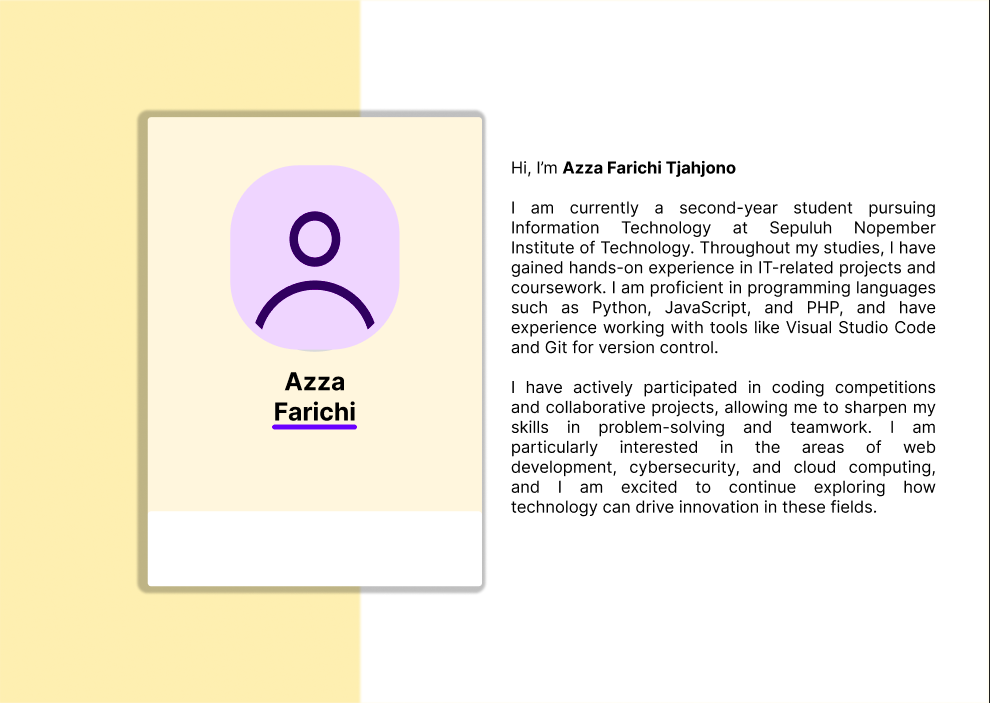 Azza
Farichi
Hi, I’m Azza Farichi Tjahjono
I am currently a second-year student pursuing
Information Technology at Sepuluh Nopember
Institute of Technology. Throughout my studies, I have
gained hands-on experience in IT-related projects and
coursework. I am proficient in programming languages
such as Python, JavaScript, and PHP, and have
experience working with tools like Visual Studio Code
and Git for version control.
I have actively participated in coding competitions
and collaborative projects, allowing me to sharpen my
skills in problem-solving and teamwork. I am
particularly interested in the areas of web
development, cybersecurity, and cloud computing,
and I am excited to continue exploring how
technology can drive innovation in these fields.